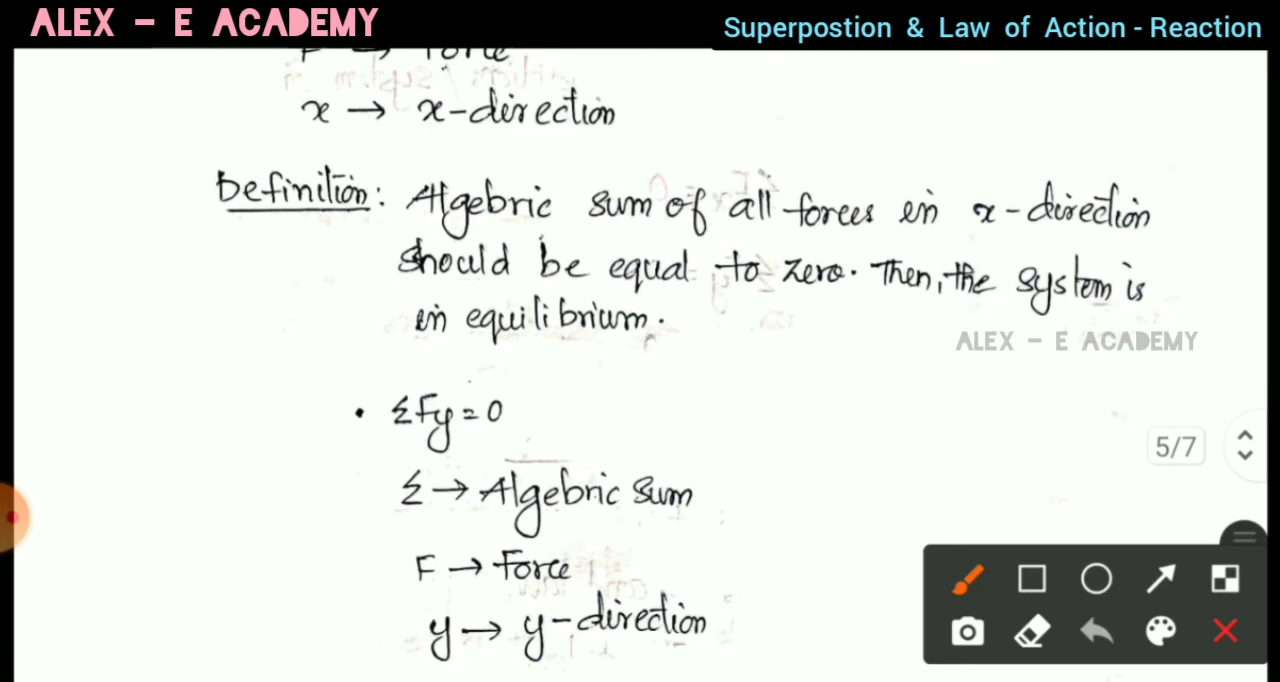 ALEX - E ACADEMY
Superpostion & Law of Action - Reaction
F → Force
x → x-direction
Definition: Algebric sum of all forces in x-direction
should be equal to zero. Then, the system is
in equilibrium.
ALEX - E ACADEMY
• ΣFy = 0
5/7
Σ → Algebric Sum
F → Force
y → y-direction